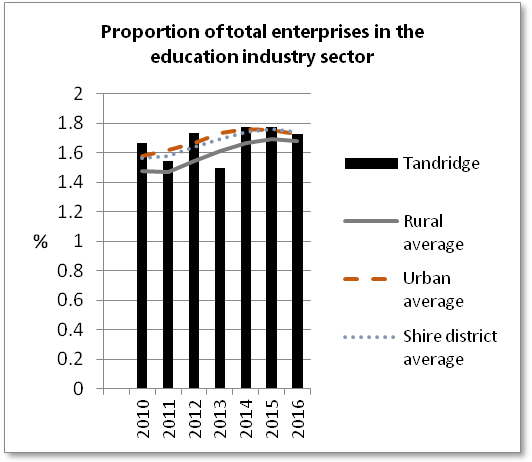 Proportion of total enterprises in the
education industry sector
2
1.8
1.6
1.4
1.2
1
0.8
0.6
0.4
0.2
0
%
2010
2011
2012
2013
2014
2015
2016
Tandridge
Rural
average
Urban
average
Shire district
average